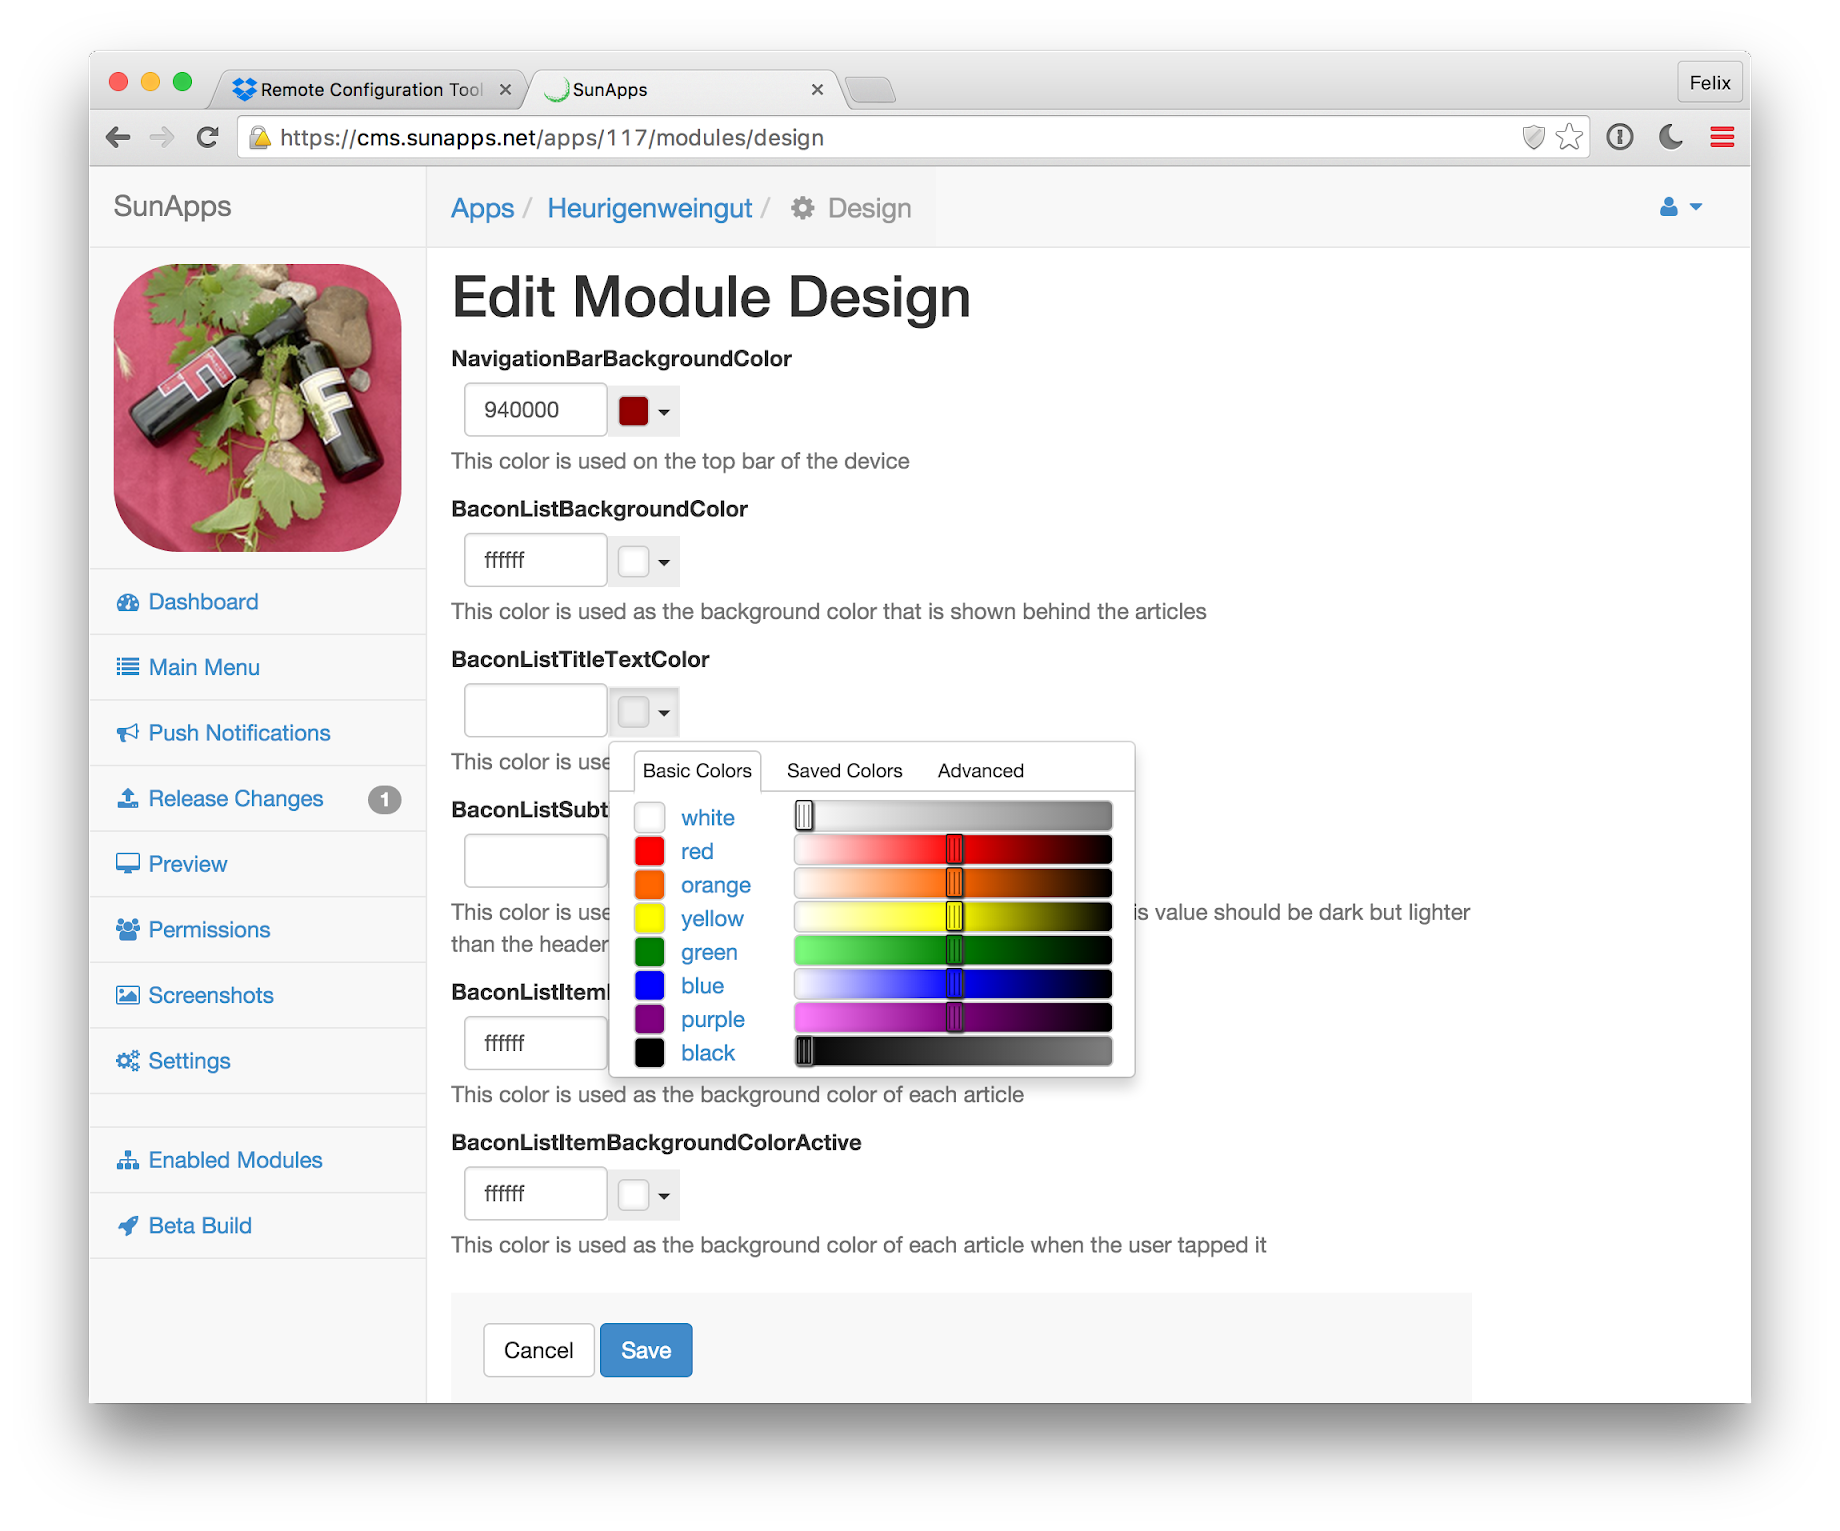 Remote Configuration Tool
SunApps
Felix
https://cms.sunapps.net/apps/117/modules/design
SunApps
Apps / Heurigenweingut / Design
F
F
Dashboard
Main Menu
Push Notifications
Release Changes 1
Preview
Permissions
Screenshots
Settings
Enabled Modules
Beta Build
Edit Module Design
NavigationBarBackgroundColor
940000
This color is used on the top bar of the device
BaconListBackgroundColor
ffffff
This color is used as the background color that is shown behind the articles
BaconListTitleTextColor
This color is use
Basic Colors Saved Colors Advanced
white
red
orange
yellow
green
blue
purple
black
BaconListSubt
This color is use is value should be dark but lighter
than the header
BaconListItem
ffffff
This color is used as the background color of each article
BaconListItemBackgroundColorActive
ffffff
This color is used as the background color of each article when the user tapped it
Cancel Save